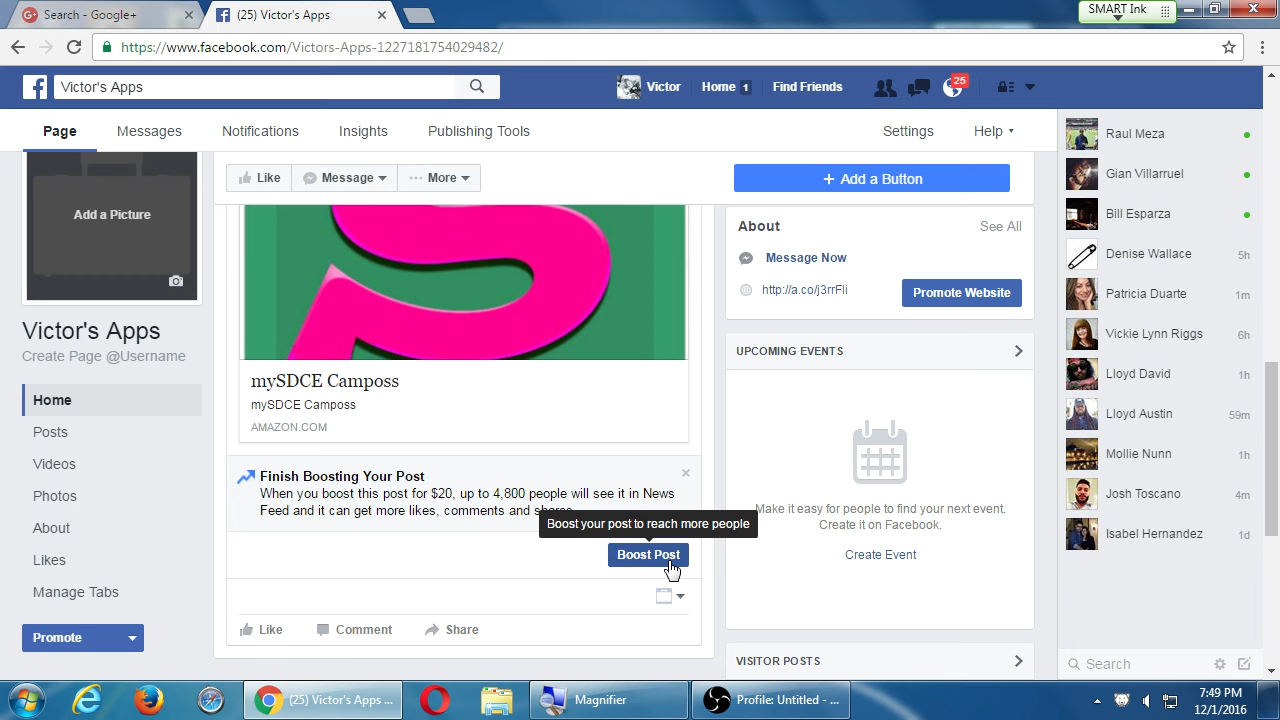 Search - Google+
(25) Victor's Apps
SMART Ink
https://www.facebook.com/Victors-Apps-1227181754029482/
Victor's Apps
Victor
Home 1
Find Friends
25
Page
Messages
Notifications
Insights
Publishing Tools
Settings
Help
Add a Picture
Like
Message
More
+ Add a Button
Victor's Apps
Create Page @Username
Home
Posts
Videos
Photos
About
Likes
Manage Tabs
Promote
mySDCE Camposs
mySDCE Camposs
AMAZON.COM
Finish Boosting Your Post
When you boost this post for $20, up to 4,800 people will see it in News
Feed and it can get more likes, comments and shares.
Boost your post to reach more people
Boost Post
Like
Comment
Share
About
See All
Message Now
http://a.co/j3rrFli
Promote Website
UPCOMING EVENTS
Make it easy for people to find your next event.
Create it on Facebook.
Create Event
VISITOR POSTS
Raul Meza
Gian Villarruel
Bill Esparza
Denise Wallace 5h
Patricia Duarte 1m
Vickie Lynn Riggs 6h
Lloyd David 1h
Lloyd Austin 59m
Mollie Nunn 1h
Josh Toscano 4m
Isabel Hernandez 1d
Search
(25) Victor's Apps ...
Magnifier
Profile: Untitled - ...
7:49 PM
12/1/2016